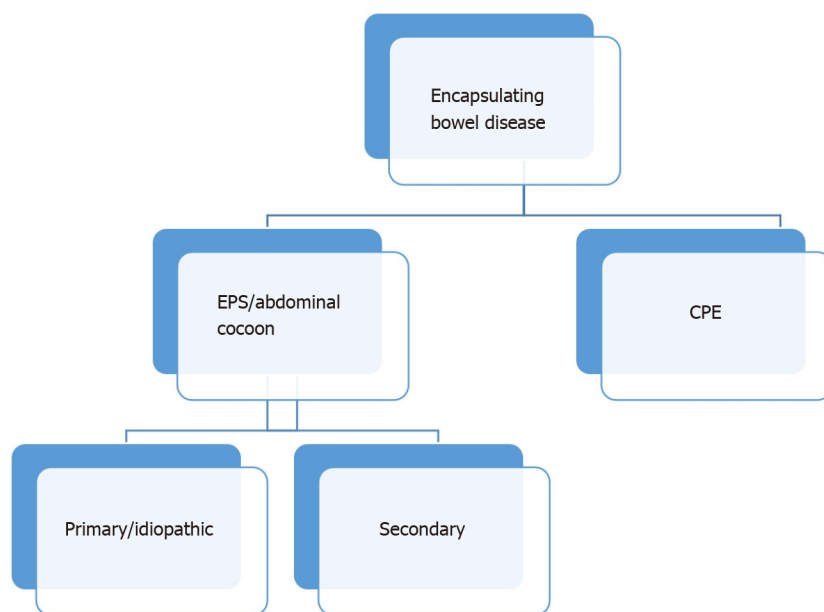 Encapsulating
bowel disease
EPS/abdominal
cocoon
CPE
Primary/idiopathic
Secondary